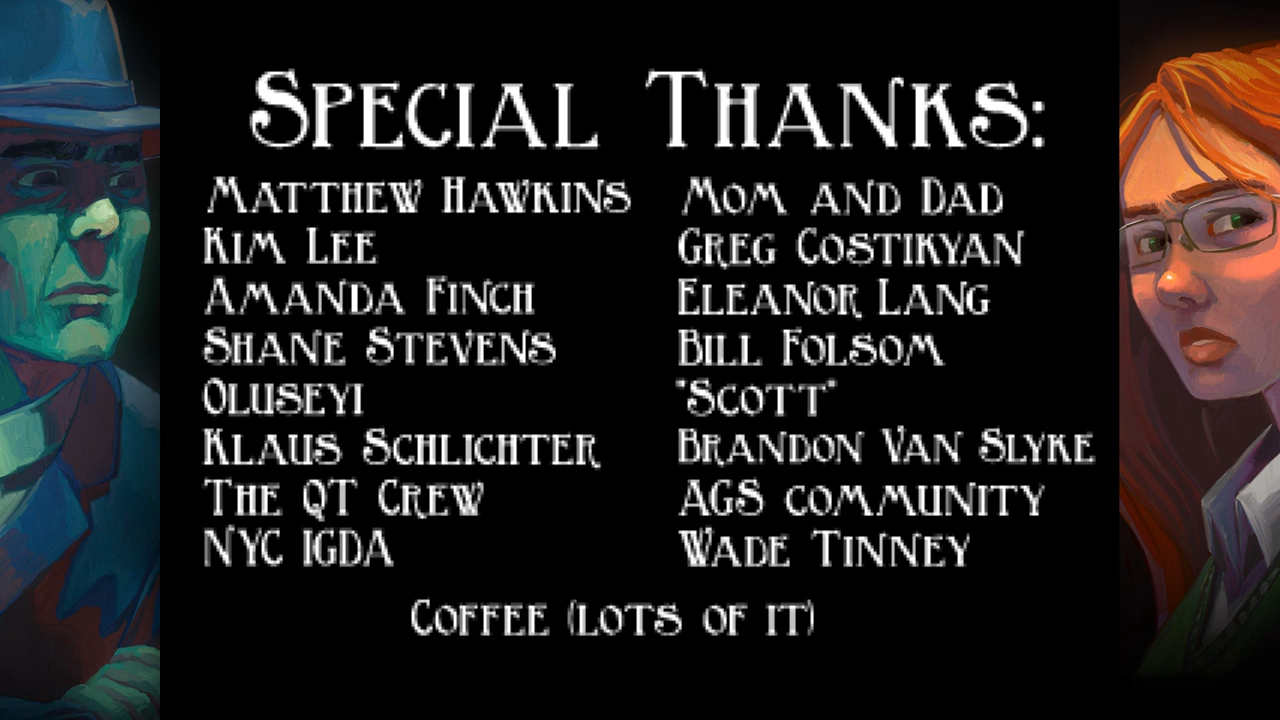 Special Thanks:
Matthew Hawkins
Kim Lee
Amanda Finch
Shane Stevens
Oluseyi
Klaus Schlichter
The QT Crew
NYC IGDA
Mom and Dad
Greg Costikyan
Eleanor Lang
Bill Folsom
"Scott"
Brandon Van Slyke
AGS community
Wade Tinney
Coffee (lots of it)